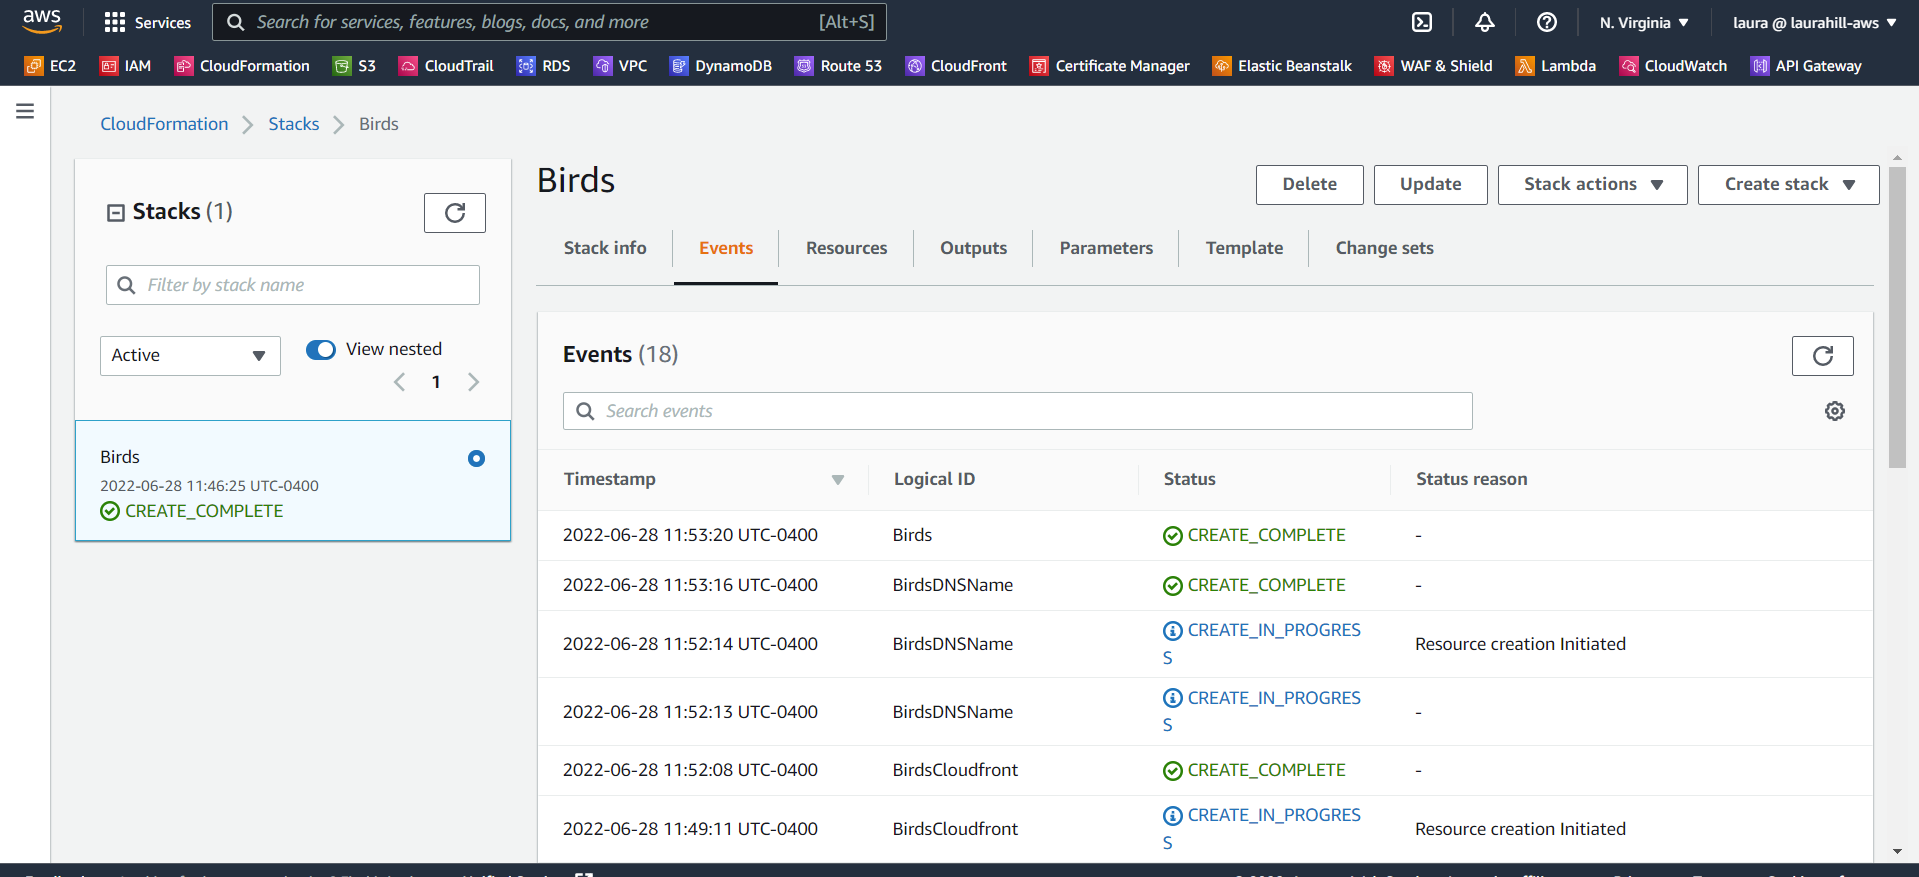 aws
Services
Search for services, features, blogs, docs, and more [Alt+S]
N. Virginia
laura @ laurahill-aws
EC2 IAM CloudFormation S3 CloudTrail RDS VPC DynamoDB Route 53 CloudFront Certificate Manager Elastic Beanstalk WAF & Shield Lambda CloudWatch API Gateway
CloudFormation Stacks Birds
Stacks (1)
Filter by stack name
Active
View nested
1
Birds
2022-06-28 11:46:25 UTC-0400
CREATE_COMPLETE
Birds
Delete Update Stack actions Create stack
Stack info Events Resources Outputs Parameters Template Change sets
Events (18)
Search events
Timestamp Logical ID Status Status reason
2022-06-28 11:53:20 UTC-0400 Birds CREATE_COMPLETE -
2022-06-28 11:53:16 UTC-0400 BirdsDNSName CREATE_COMPLETE -
2022-06-28 11:52:14 UTC-0400 BirdsDNSName CREATE_IN_PROGRES
S Resource creation Initiated
2022-06-28 11:52:13 UTC-0400 BirdsDNSName CREATE_IN_PROGRES
S -
2022-06-28 11:52:08 UTC-0400 BirdsCloudfront CREATE_COMPLETE -
2022-06-28 11:49:11 UTC-0400 BirdsCloudfront CREATE_IN_PROGRES
S Resource creation Initiated